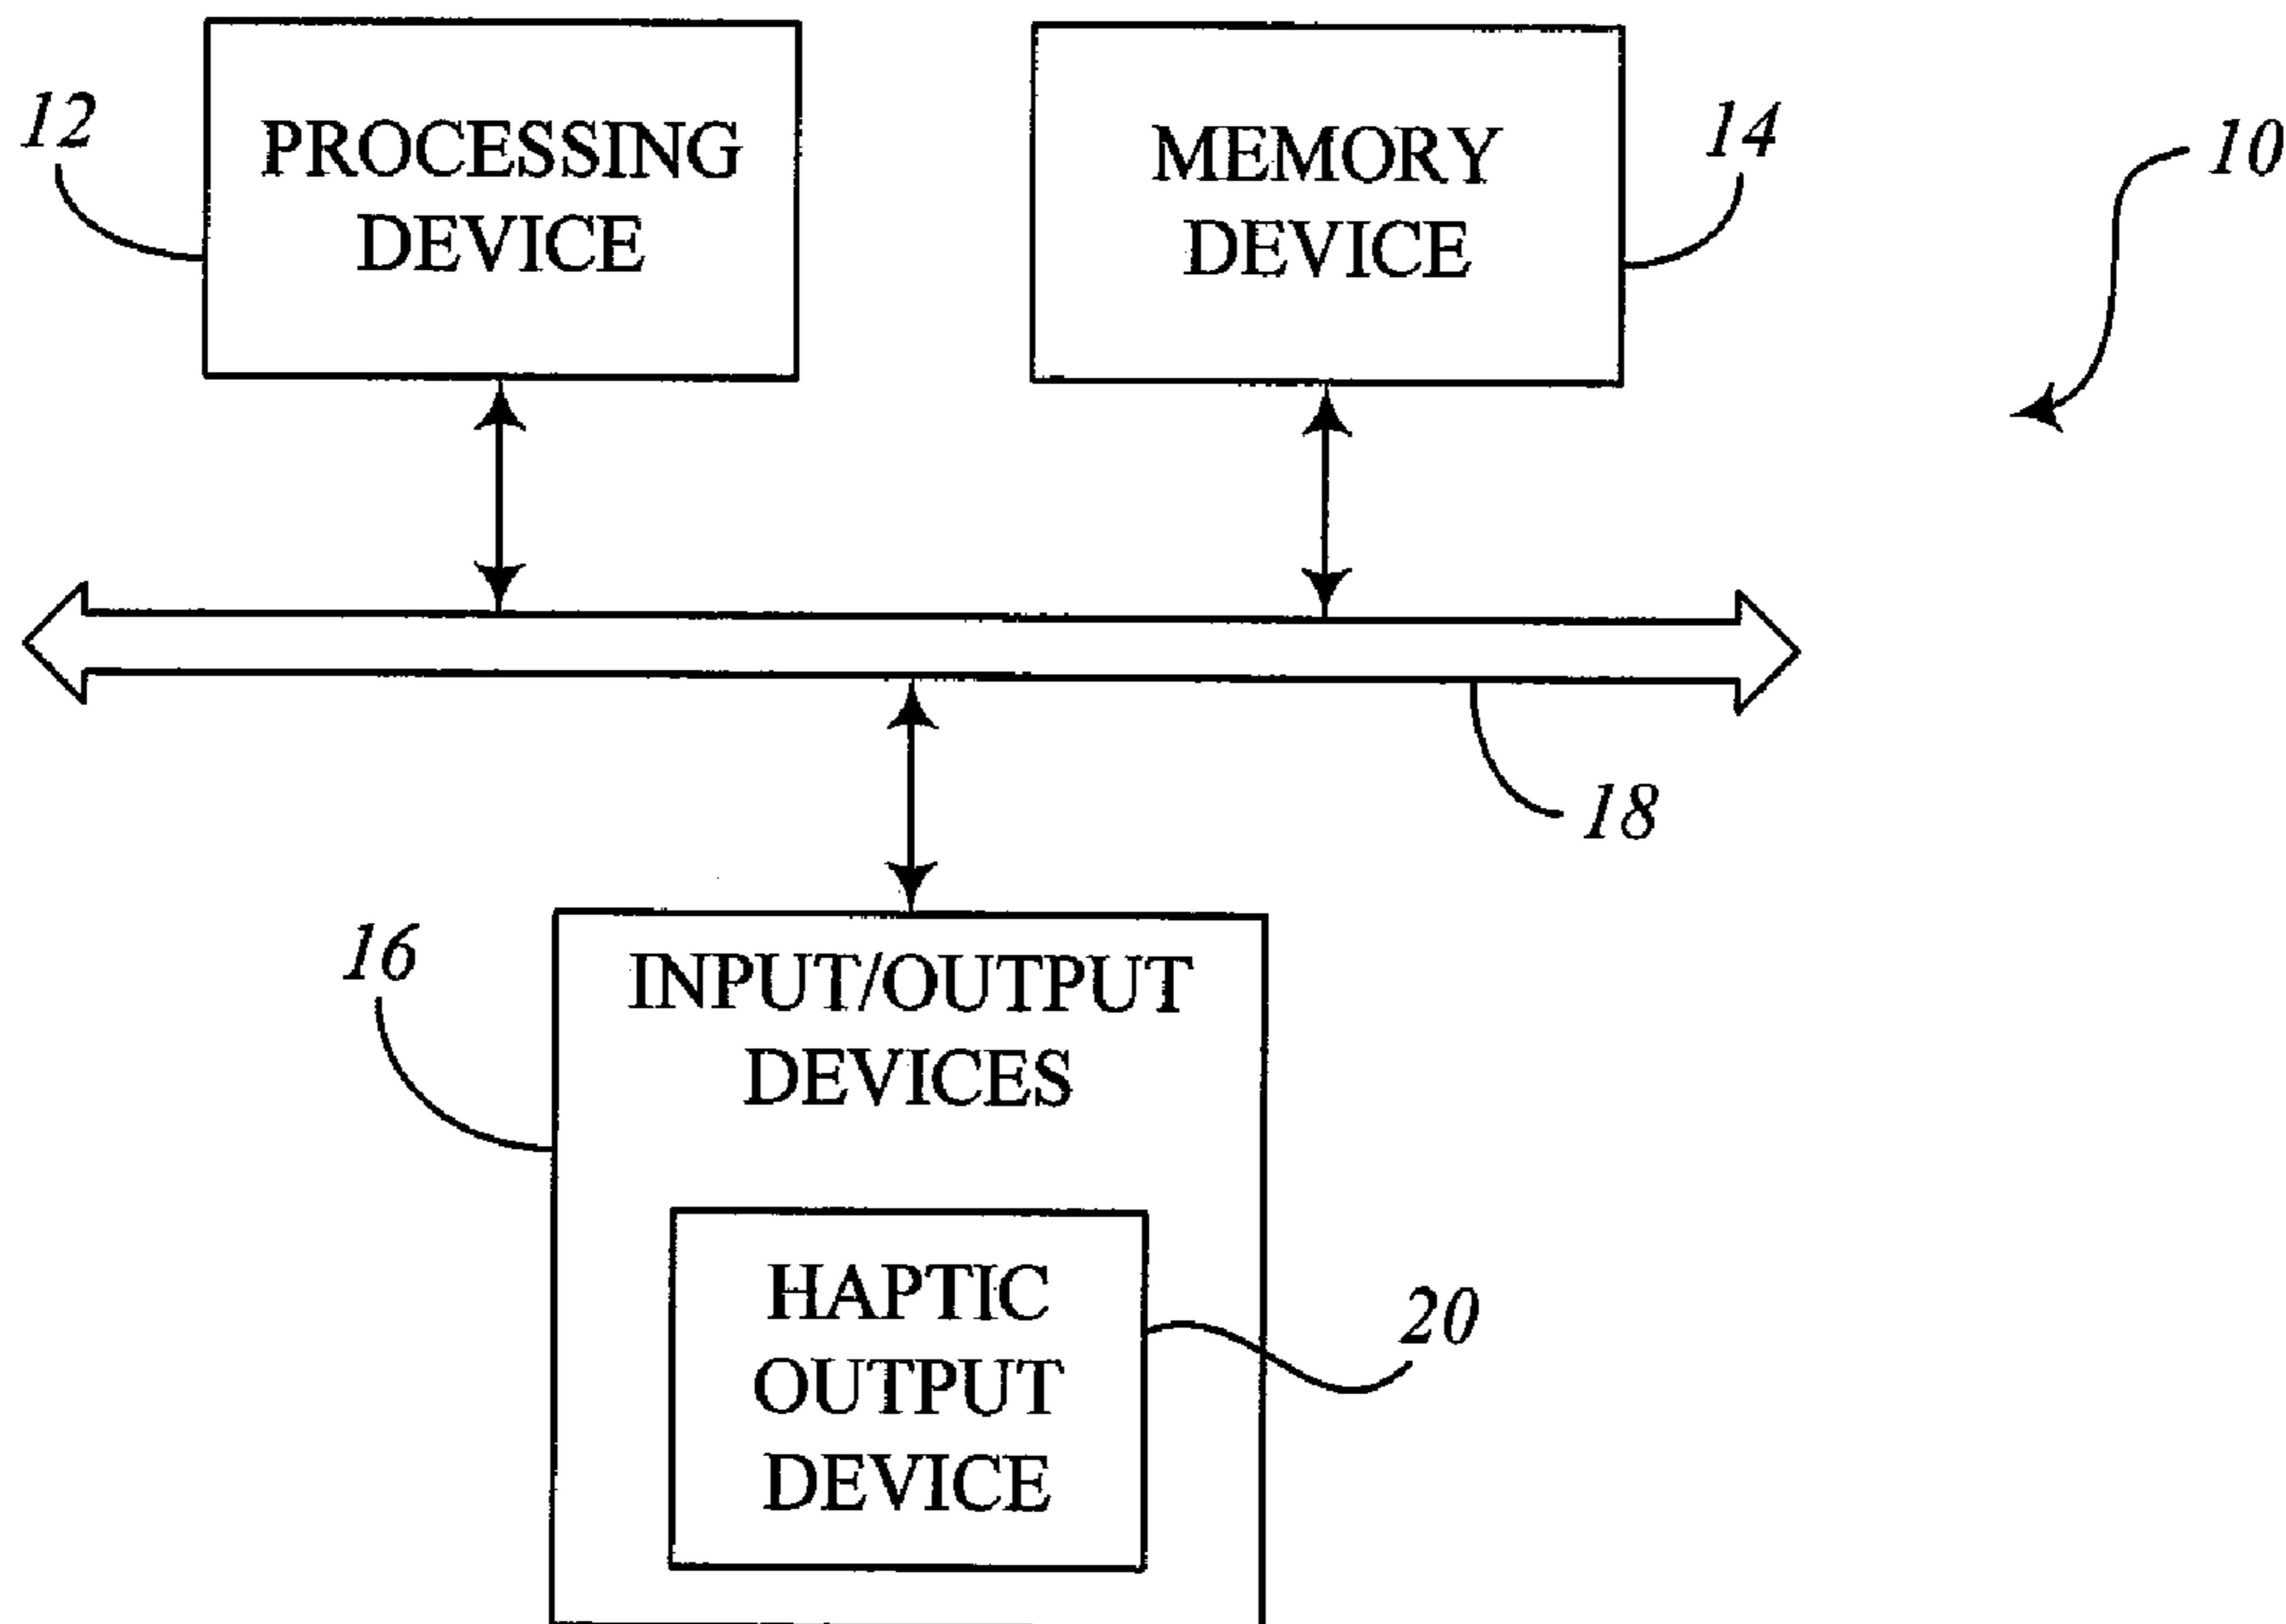 12
PROCESSING
DEVICE
MEMORY
DEVICE
14
10
18
16
INPUT/OUTPUT
DEVICES
HAPTIC
OUTPUT
DEVICE
20